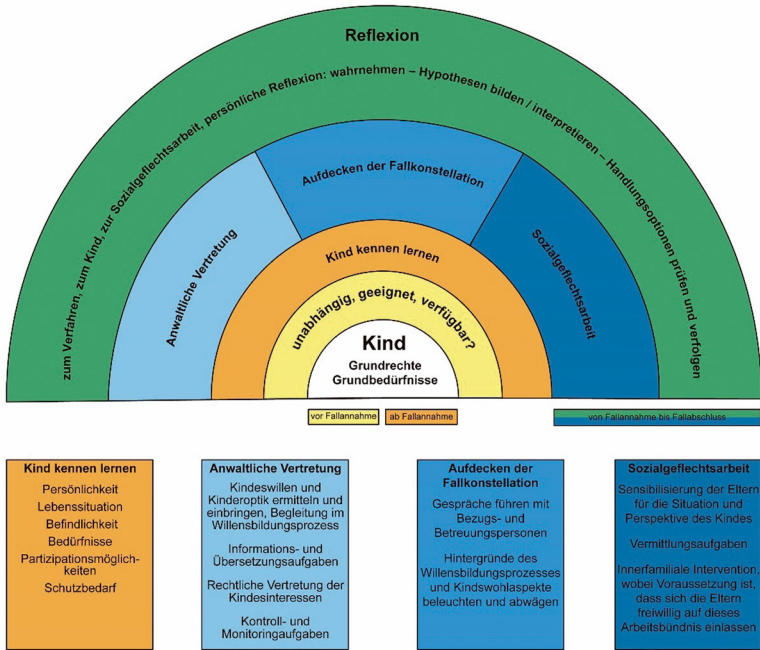 Reflexion
zum Verfahren, zum Kind, zur Sozialgeflechtsarbeit, persönliche Reflexion: wahrnehmen – Hypothesen bilden / interpretieren – Handlungsoptionen prüfen und verfolgen
Anwaltliche Vertretung
Aufdecken der Fallkonstellation
Sozialgeflechtsarbeit
Kind kennen lernen
unabhängig, geeignet, verfügbar?
Kind
Grundrechte
Grundbedürfnisse
vor Fallannahme
ab Fallannahme
von Fallannahme bis Fallabschluss
Kind kennen lernen
Persönlichkeit
Lebenssituation
Befindlichkeit
Bedürfnisse
Partizipationsmöglich-
keiten
Schutzbedarf
Anwaltliche Vertretung
Kindeswillen und
Kinderoptik ermitteln und
einbringen, Begleitung im
Willensbildungsprozess
Informations- und
Übersetzungsaufgaben
Rechtliche Vertretung der
Kindesinteressen
Kontroll- und
Monitoringaufgaben
Aufdecken der
Fallkonstellation
Gespräche führen mit
Bezugs- und
Betreuungspersonen
Hintergründe des
Willensbildungsprozesses
und Kindswohlaspekte
beleuchten und abwägen
Sozialgeflechtsarbeit
Sensibilisierung der Eltern
für die Situation und
Perspektive des Kindes
Vermittlungsaufgaben
Innerfamiliale Intervention,
wobei Voraussetzung ist,
dass sich die Eltern
freiwillig auf dieses
Arbeitsbündnis einlassen